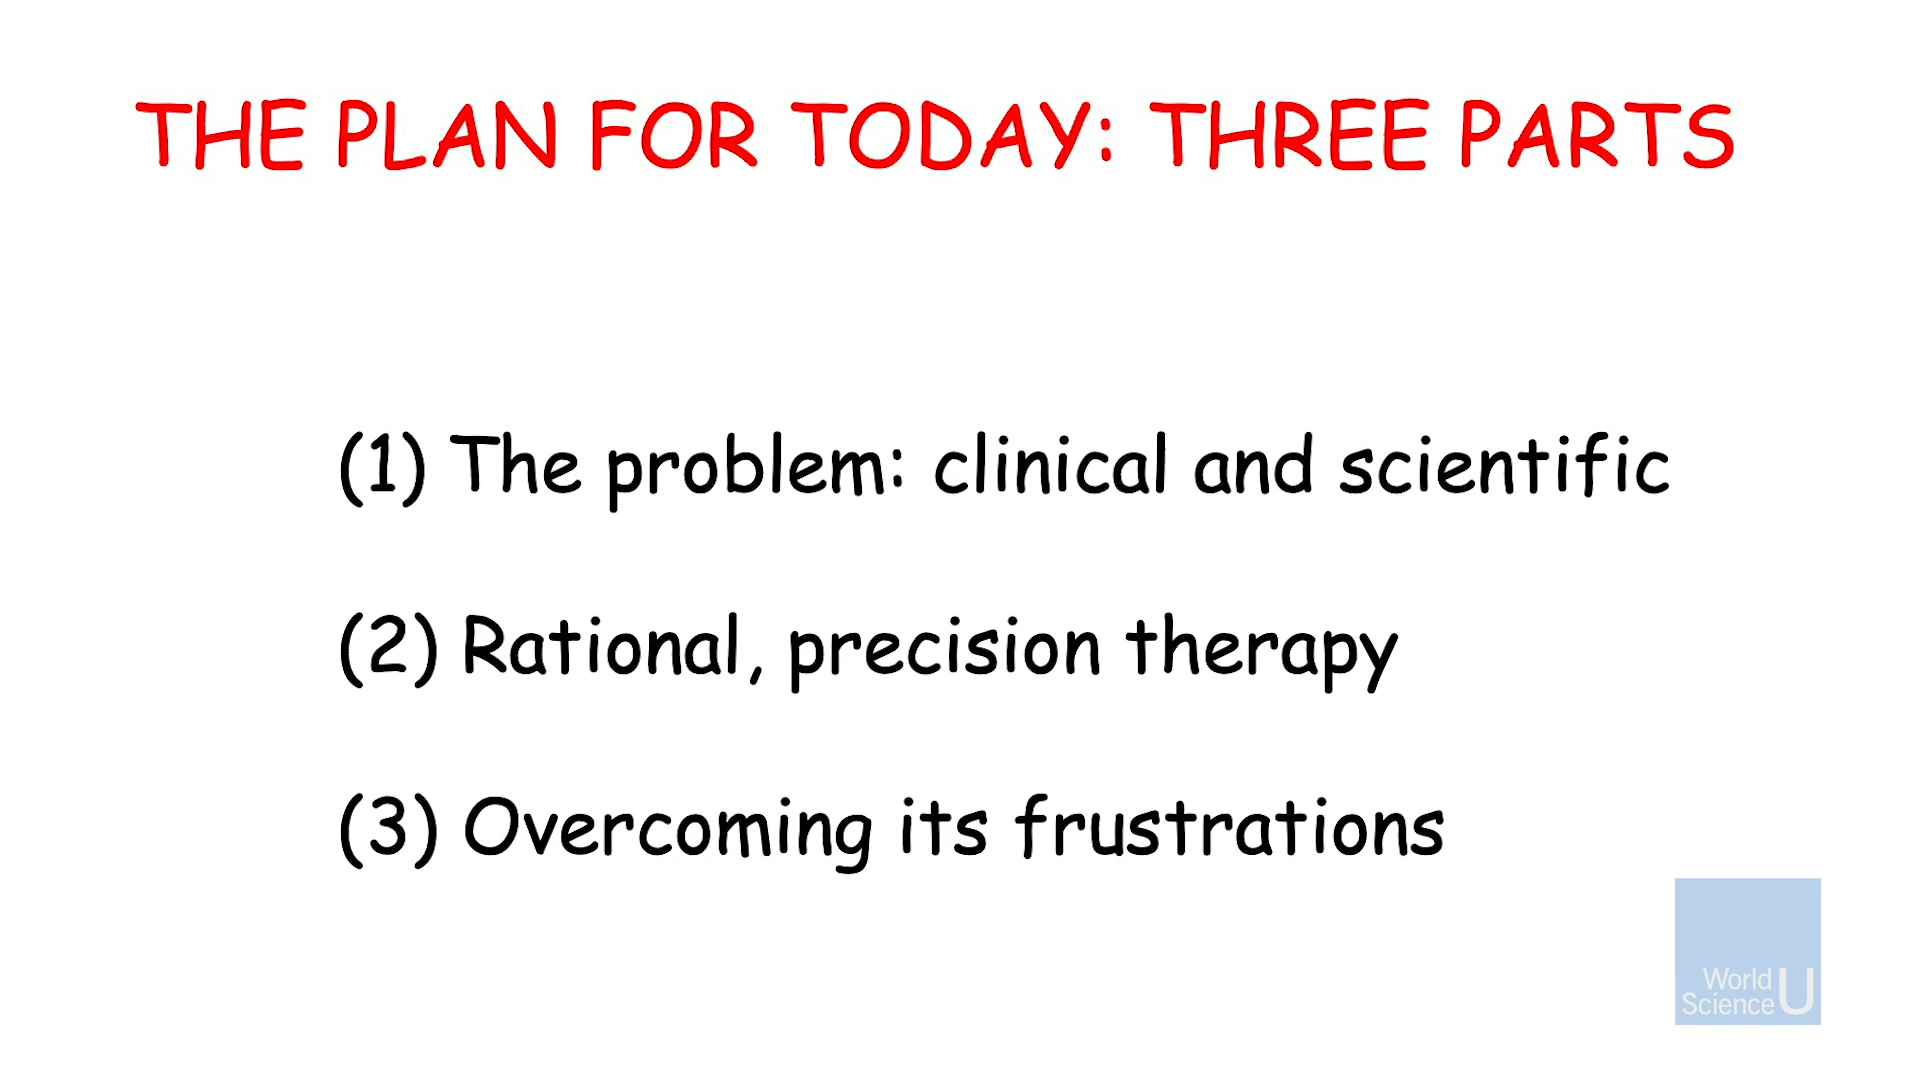 THE PLAN FOR TODAY: THREE PARTS
(1) The problem: clinical and scientific
(2) Rational, precision therapy
(3) Overcoming its frustrations
World
Science U